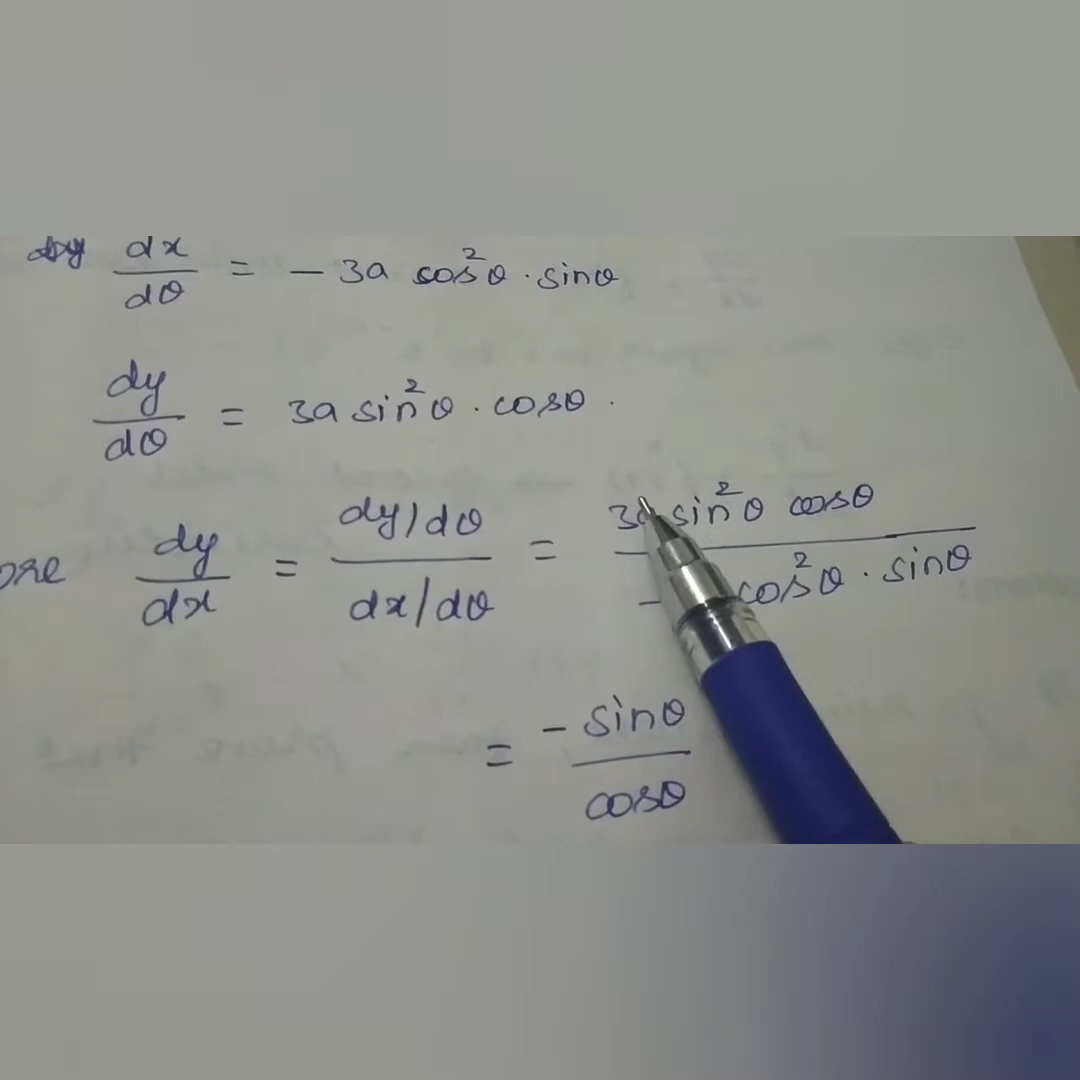 dx/dθ = - 3a cos²θ · sinθ
dy/dθ = 3a sin²θ · cosθ .
dy/dx = dy/dθ / dx/dθ = 3a sin²θ cosθ / - cos²θ · sinθ
= - sinθ / cosθ